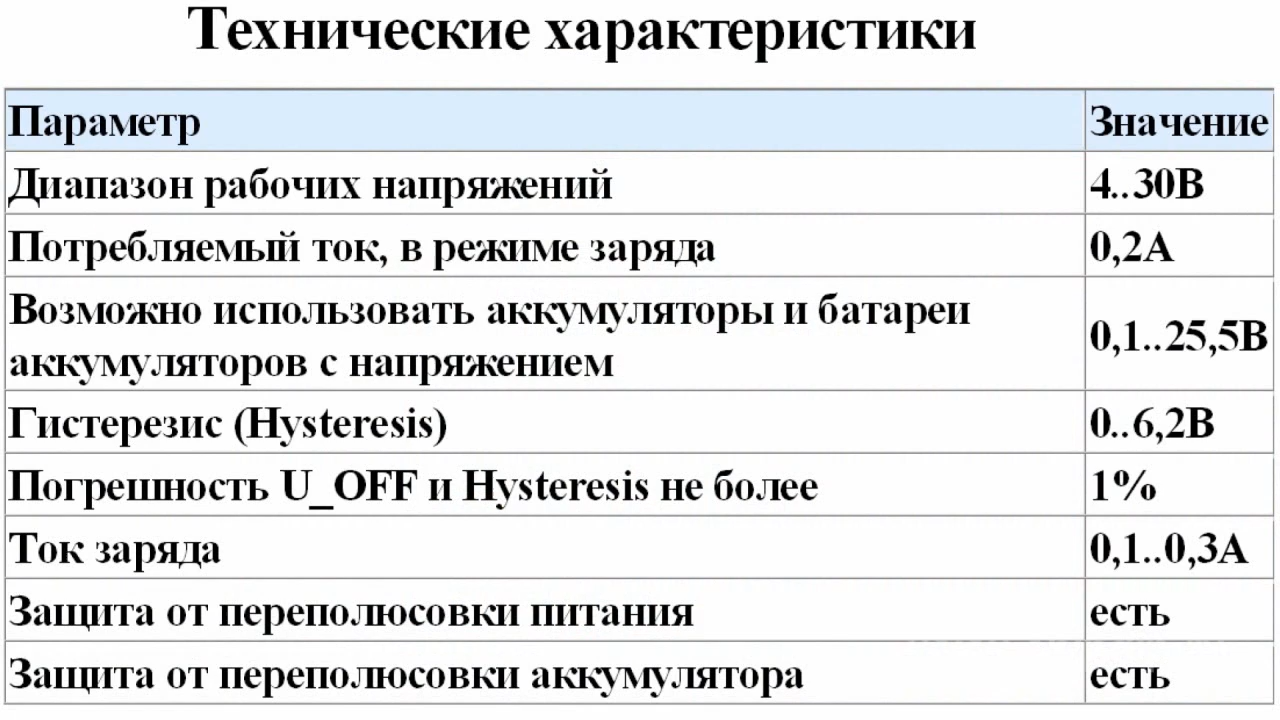 Технические характеристики
Параметр Значение
Диапазон рабочих напряжений 4..30В
Потребляемый ток, в режиме заряда 0,2А
Возможно использовать аккумуляторы и батареи
аккумуляторов с напряжением 0,1..25,5В
Гистерезис (Hysteresis) 0..6,2В
Погрешность U_OFF и Hysteresis не более 1%
Ток заряда 0,1..0,3А
Защита от переполюсовки питания есть
Защита от переполюсовки аккумулятора есть